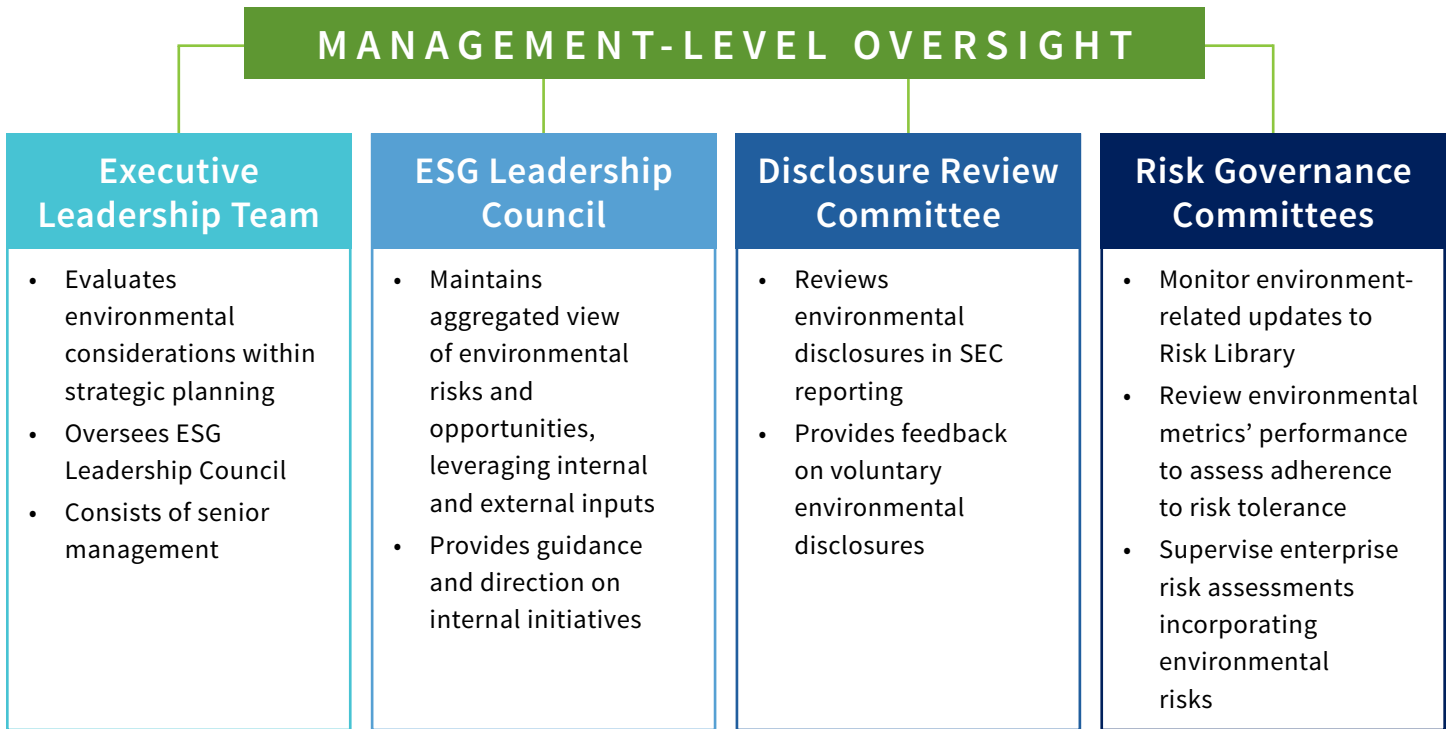 MANAGEMENT-LEVEL OVERSIGHT
Executive
Leadership Team
• Evaluates
environmental
considerations within
strategic planning
• Oversees ESG
Leadership Council
• Consists of senior
management
ESG Leadership
Council
• Maintains
aggregated view
of environmental
risks and
opportunities,
leveraging internal
and external inputs
• Provides guidance
and direction on
internal initiatives
Disclosure Review
Committee
• Reviews
environmental
disclosures in SEC
reporting
• Provides feedback
on voluntary
environmental
disclosures
Risk Governance
Committees
• Monitor environment-
related updates to
Risk Library
• Review environmental
metrics’ performance
to assess adherence
to risk tolerance
• Supervise enterprise
risk assessments
incorporating
environmental
risks